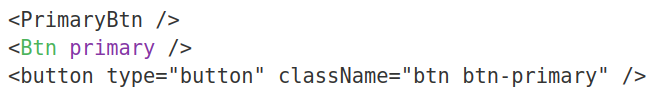 <PrimaryBtn />
<Btn primary />
<button type="button" className="btn btn-primary" />